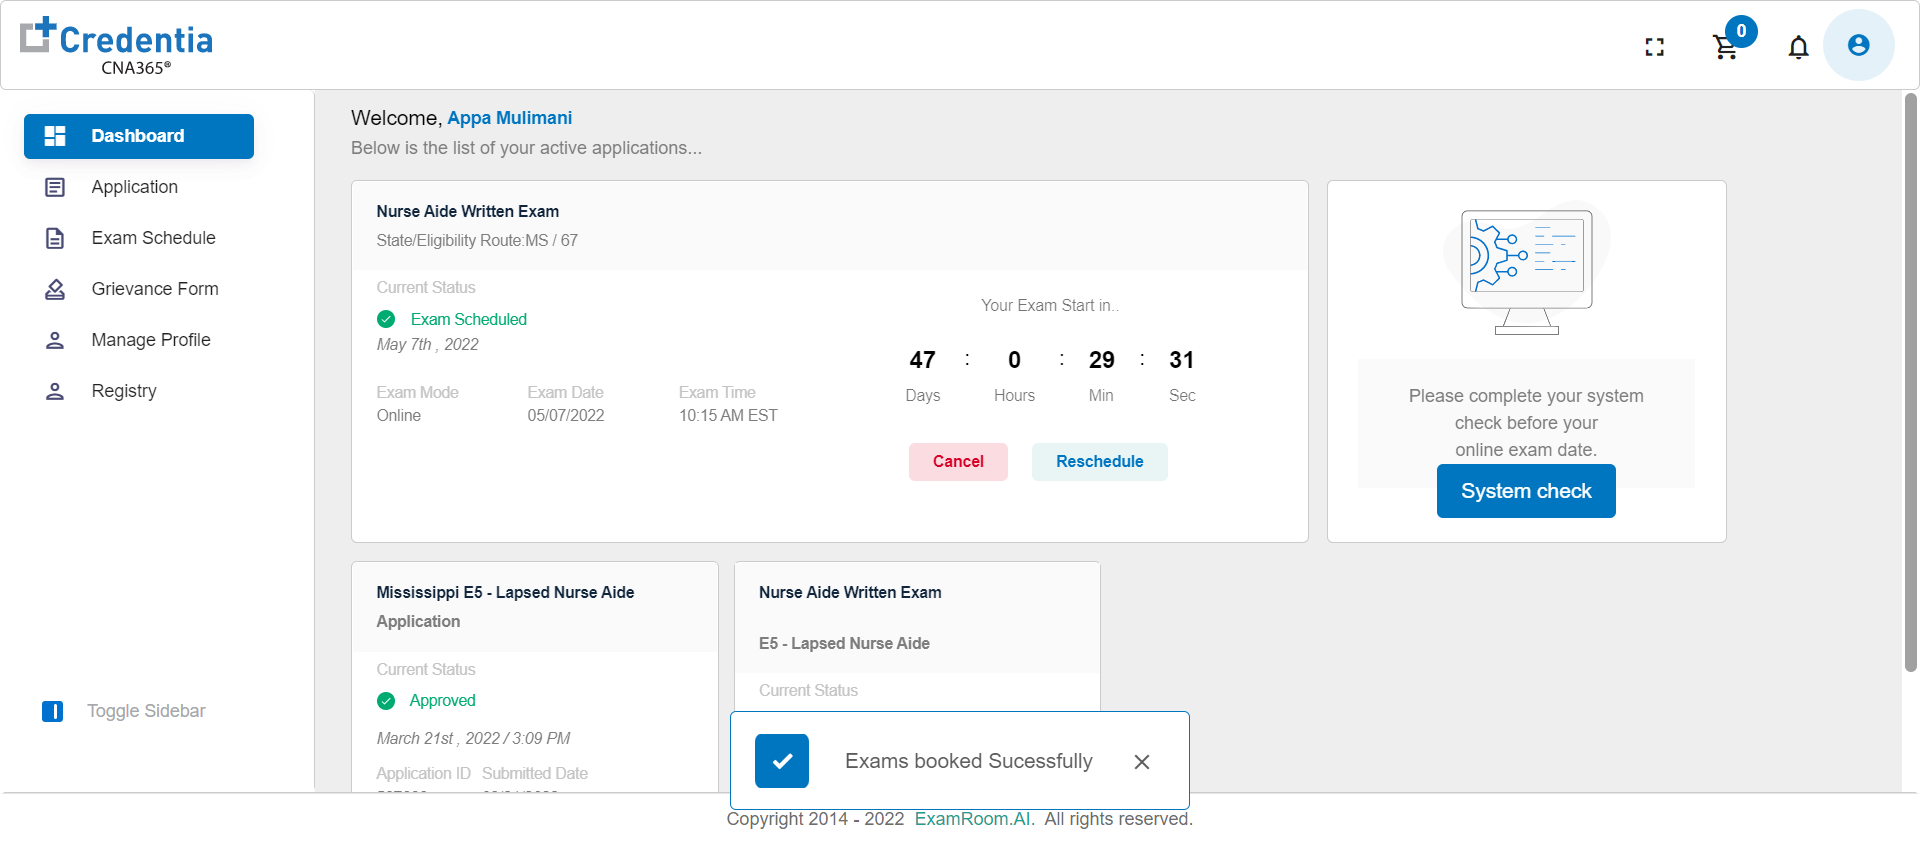 Credentia
CNA365®
0
Dashboard
Application
Exam Schedule
Grievance Form
Manage Profile
Registry
Toggle Sidebar
Welcome, Appa Mulimani
Below is the list of your active applications...
Nurse Aide Written Exam
State/Eligibility Route:MS / 67
Current Status
Exam Scheduled
May 7th , 2022
Exam Mode Exam Date Exam Time
Online 05/07/2022 10:15 AM EST
Your Exam Start in..
47 : 0 : 29 : 31
Days Hours Min Sec
Cancel Reschedule
Please complete your system
check before your
online exam date.
System check
Mississippi E5 - Lapsed Nurse Aide
Application
Current Status
Approved
March 21st , 2022 / 3:09 PM
Application ID Submitted Date
Nurse Aide Written Exam
E5 - Lapsed Nurse Aide
Current Status
Exams booked Sucessfully
Copyright 2014 - 2022 ExamRoom.AI. All rights reserved.